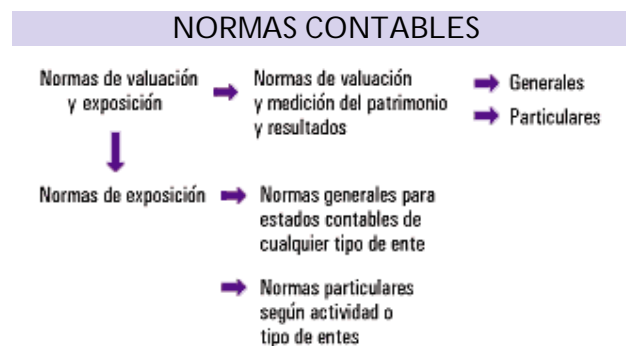 NORMAS CONTABLES
Normas de valuación
y exposición
Normas de valuación
y medición del patrimonio
y resultados
Generales
Particulares
Normas de exposición
Normas generales para
estados contables de
cualquier tipo de ente
Normas particulares
según actividad o
tipo de entes